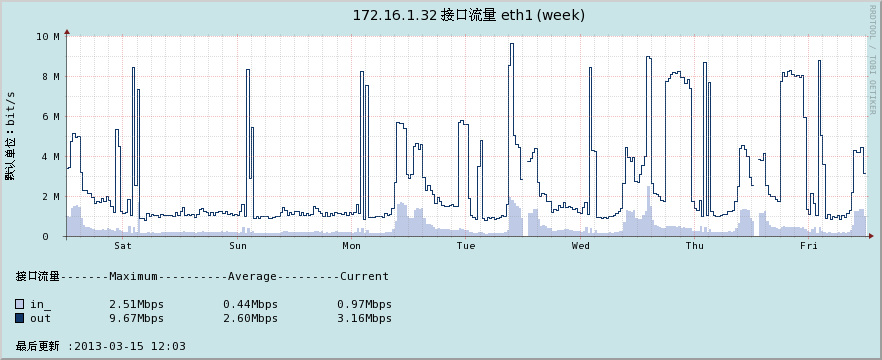 172.16.1.32 接口流量 eth1 (week)
RRDTOOL / TOBI OETIKER
默认单位：bit/s
10 M
8 M
6 M
4 M
2 M
0
Sat Sun Mon Tue Wed Thu Fri
接口流量-------Maximum----------Average---------Current
in_ 2.51Mbps 0.44Mbps 0.97Mbps
out 9.67Mbps 2.60Mbps 3.16Mbps
最后更新 :2013-03-15 12:03